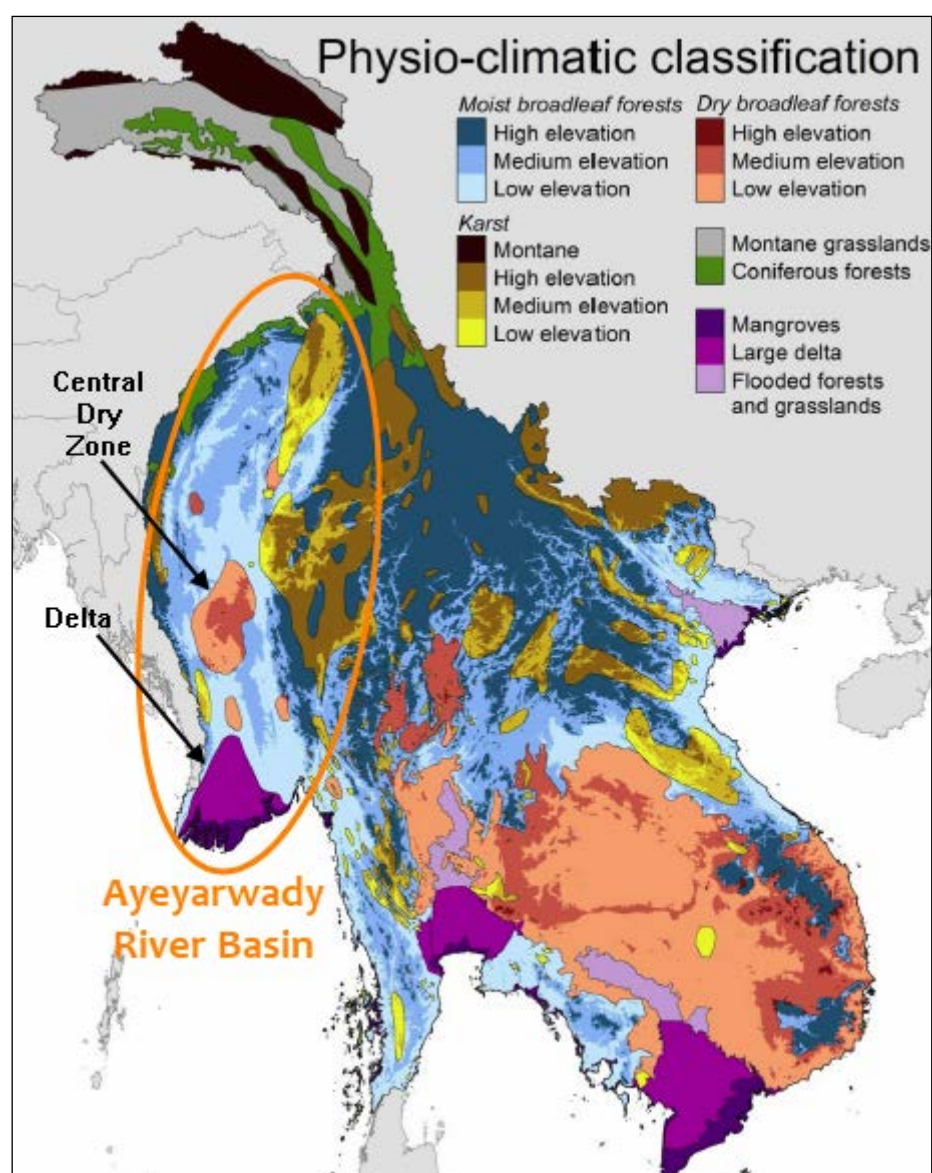 Physio-climatic classification
Moist broadleaf forests
High elevation
Medium elevation
Low elevation
Karst
Montane
High elevation
Medium elevation
Low elevation
Dry broadleaf forests
High elevation
Medium elevation
Low elevation
Montane grasslands
Coniferous forests
Mangroves
Large delta
Flooded forests
and grasslands
Central
Dry
Zone
Delta
Ayeyarwady
River Basin